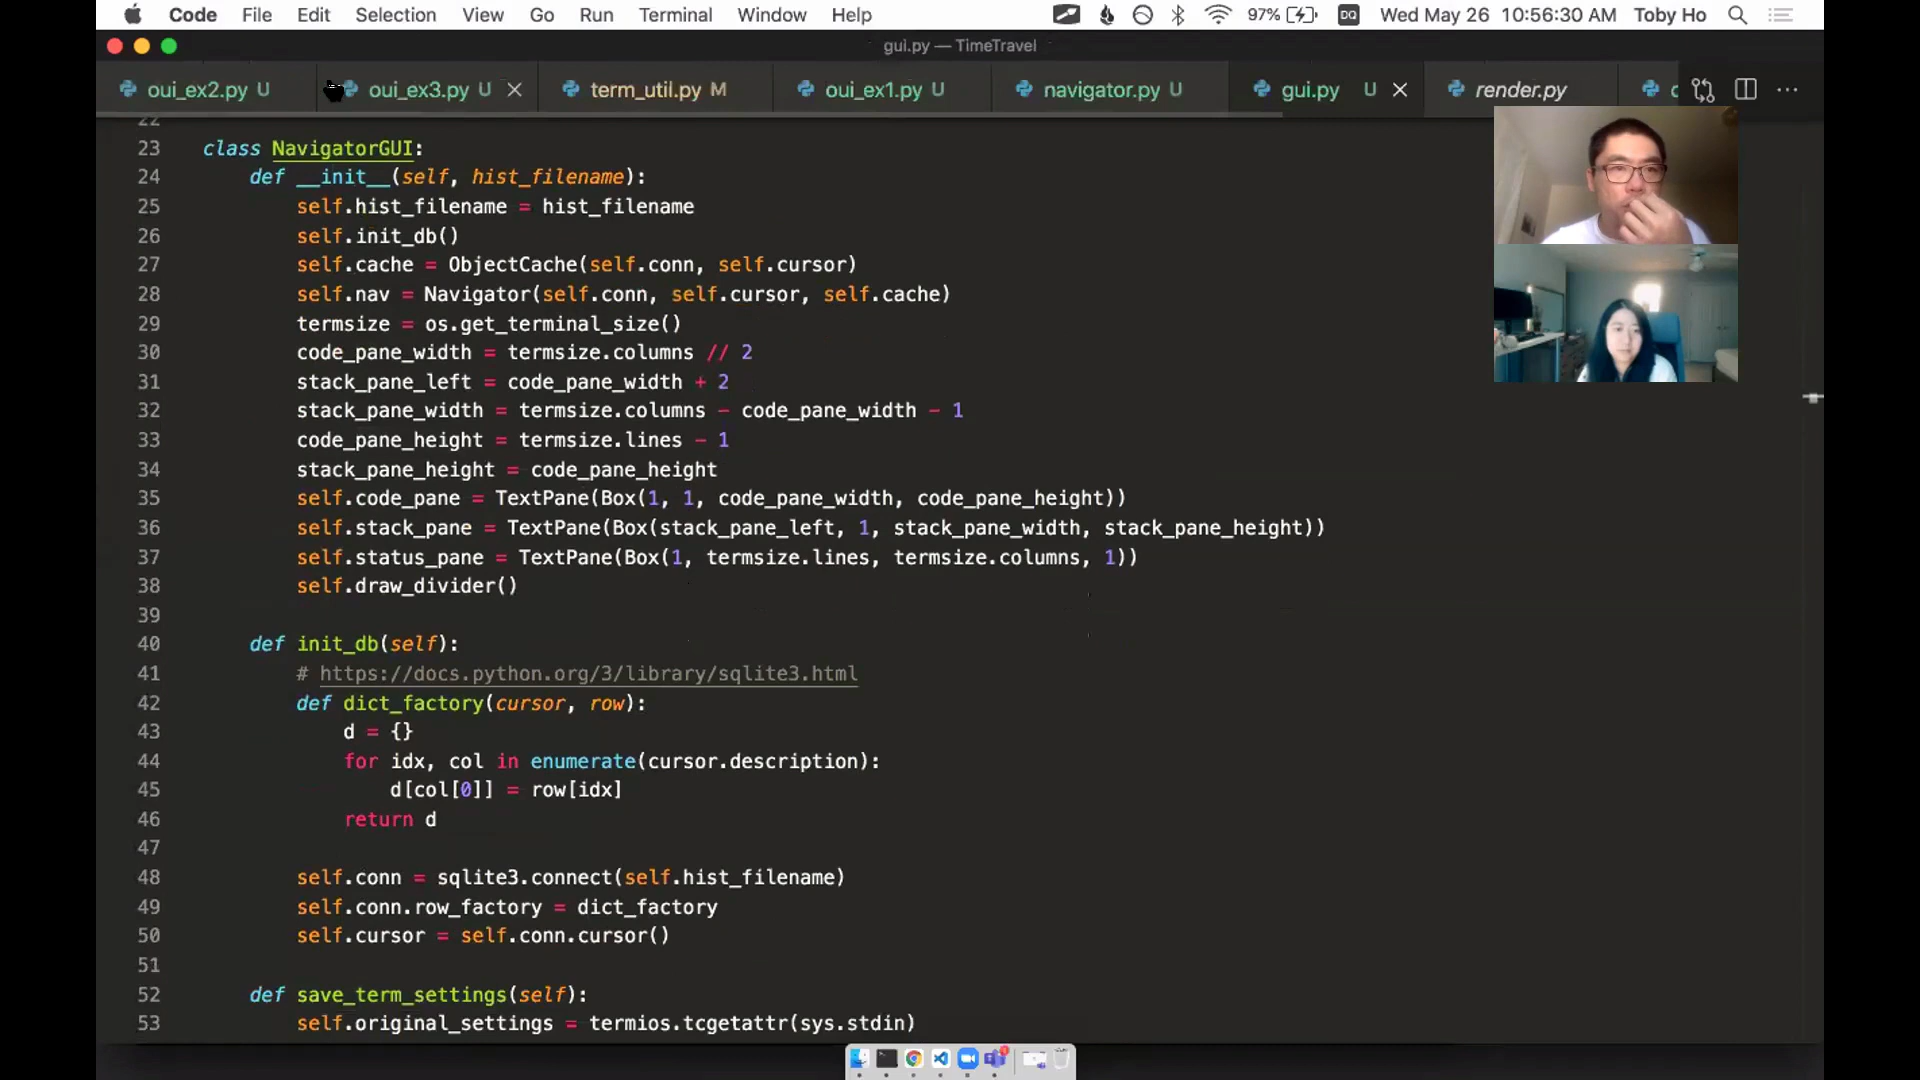 Code File Edit Selection View Go Run Terminal Window Help 97% DQ Wed May 26 10:56:30 AM Toby Ho
gui.py — TimeTravel
oui_ex2.py U oui_ex3.py U term_util.py M oui_ex1.py U navigator.py U gui.py U render.py
22
23 class NavigatorGUI:
24 def __init__(self, hist_filename):
25 self.hist_filename = hist_filename
26 self.init_db()
27 self.cache = ObjectCache(self.conn, self.cursor)
28 self.nav = Navigator(self.conn, self.cursor, self.cache)
29 termsize = os.get_terminal_size()
30 code_pane_width = termsize.columns // 2
31 stack_pane_left = code_pane_width + 2
32 stack_pane_width = termsize.columns - code_pane_width - 1
33 code_pane_height = termsize.lines - 1
34 stack_pane_height = code_pane_height
35 self.code_pane = TextPane(Box(1, 1, code_pane_width, code_pane_height))
36 self.stack_pane = TextPane(Box(stack_pane_left, 1, stack_pane_width, stack_pane_height))
37 self.status_pane = TextPane(Box(1, termsize.lines, termsize.columns, 1))
38 self.draw_divider()
39
40 def init_db(self):
41 # https://docs.python.org/3/library/sqlite3.html
42 def dict_factory(cursor, row):
43 d = {}
44 for idx, col in enumerate(cursor.description):
45 d[col[0]] = row[idx]
46 return d
47
48 self.conn = sqlite3.connect(self.hist_filename)
49 self.conn.row_factory = dict_factory
50 self.cursor = self.conn.cursor()
51
52 def save_term_settings(self):
53 self.original_settings = termios.tcgetattr(sys.stdin)